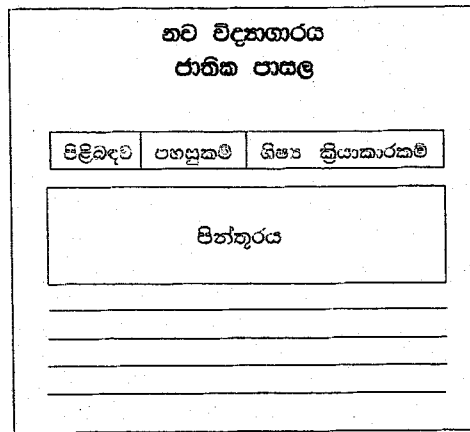 නව විද්‍යාගාරය
ජාතික පාසල
පිළිබඳව පහසුකම් ශිෂ්‍ය ක්‍රියාකාරකම්
පින්තූරය